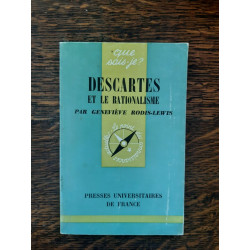 que
sais-je?
DESCARTES
ET LE RATIONALISME
PAR GENEVIÈVE RODIS-LEWIS
PRESSES UNIVERSITAIRES
DE FRANCE